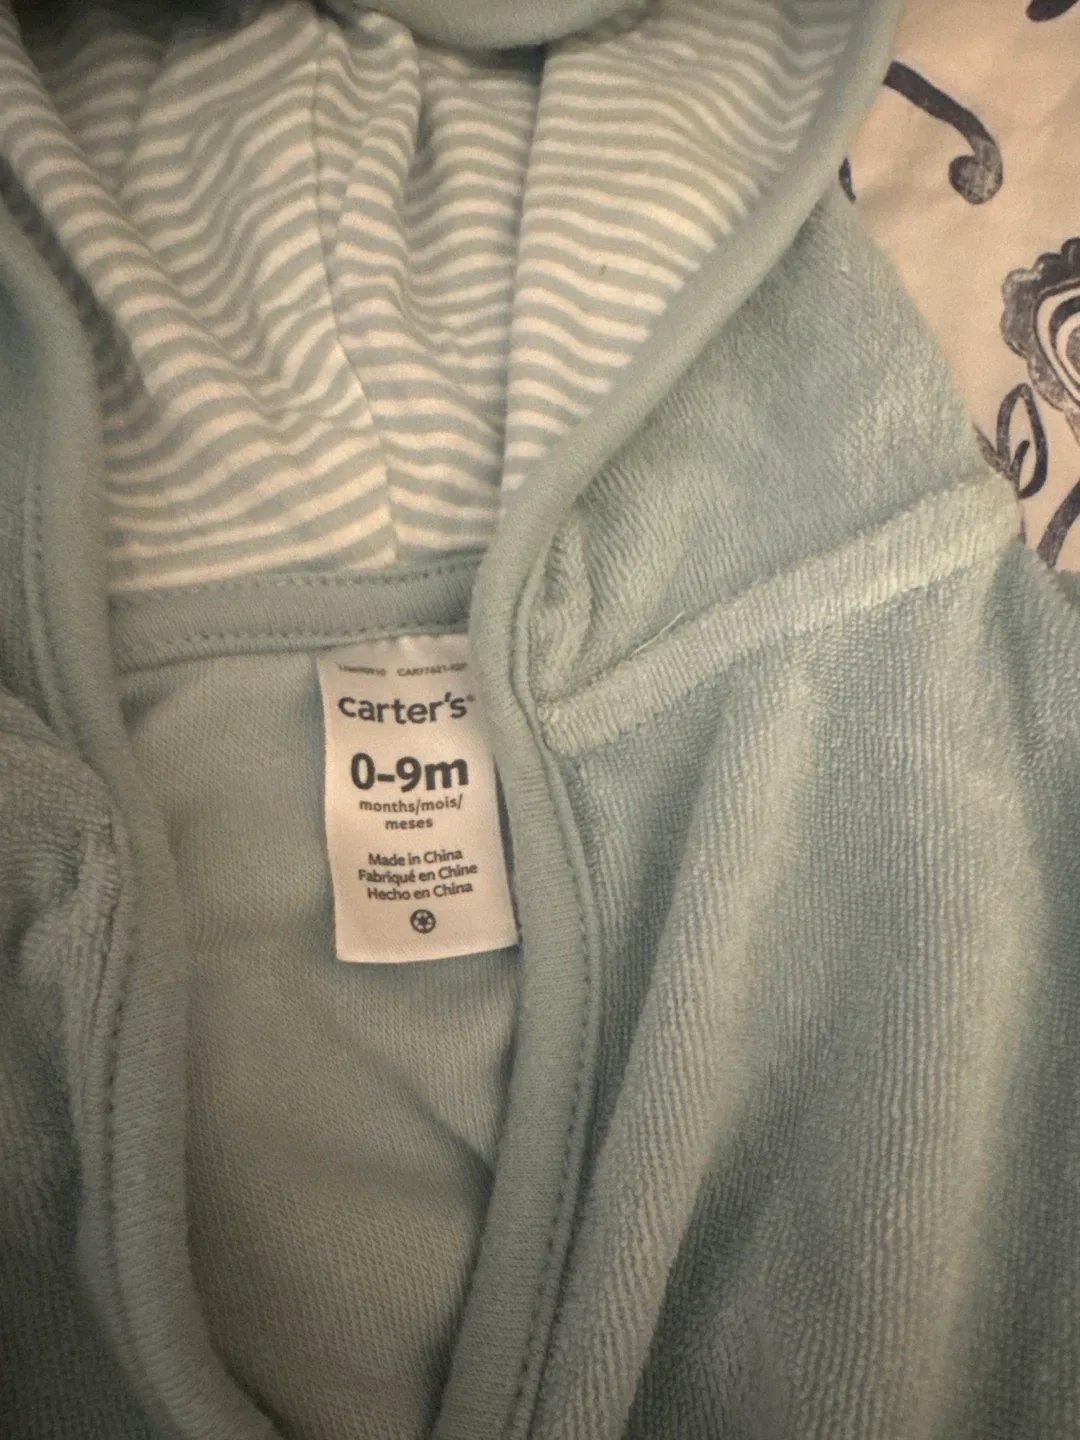 carter's®
0-9m
months/mois/
meses
Made in China
Fabriqué en Chine
Hecho en China